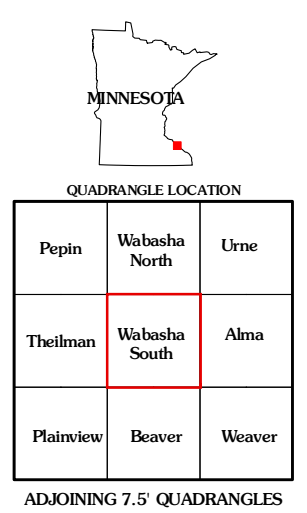 MINNESOTA
QUADRANGLE LOCATION
Pepin
Wabasha
North
Urne
Theilman
Wabasha
South
Alma
Plainview
Beaver
Weaver
ADJOINING 7.5' QUADRANGLES